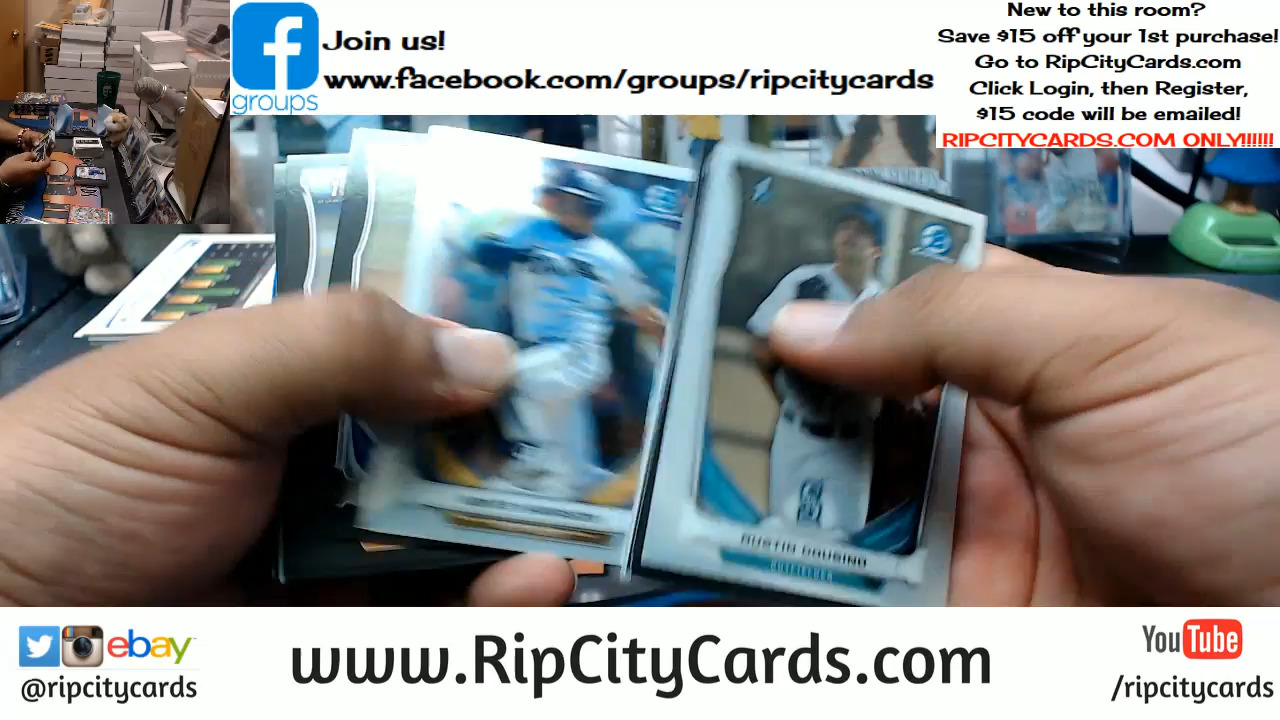 Join us!
www.facebook.com/groups/ripcitycards
groups
New to this room?
Save $15 off your 1st purchase!
Go to RipCityCards.com
Click Login, then Register,
$15 code will be emailed!
RIPCITYCARDS.COM ONLY!!!!!!
ebay
@ripcitycards
www.RipCityCards.com
YouTube
/ripcitycards